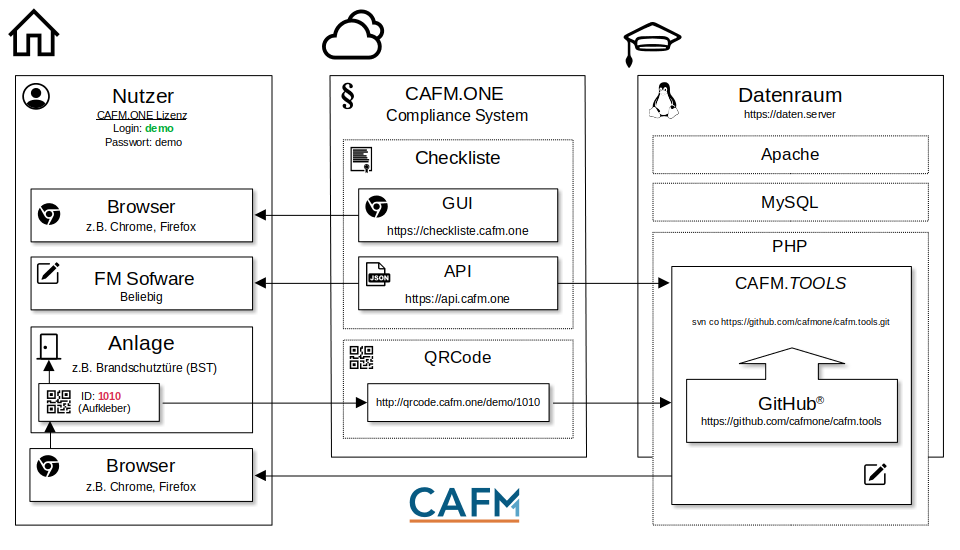 Nutzer
CAFM.ONE Lizenz
Login: demo
Passwort: demo
Browser
z.B. Chrome, Firefox
FM Sofware
Beliebig
Anlage
z.B. Brandschutztüre (BST)
ID: 1010
(Aufkleber)
Browser
z.B. Chrome, Firefox
§
CAFM.ONE
Compliance System
Checkliste
GUI
https://checkliste.cafm.one
JSON
API
https://api.cafm.one
QRCode
http://qrcode.cafm.one/demo/1010
CAFM1
Datenraum
https://daten.server
Apache
MySQL
PHP
CAFM.TOOLS
svn co https://github.com/cafmone/cafm.tools.git
GitHub®
https://github.com/cafmone/cafm.tools